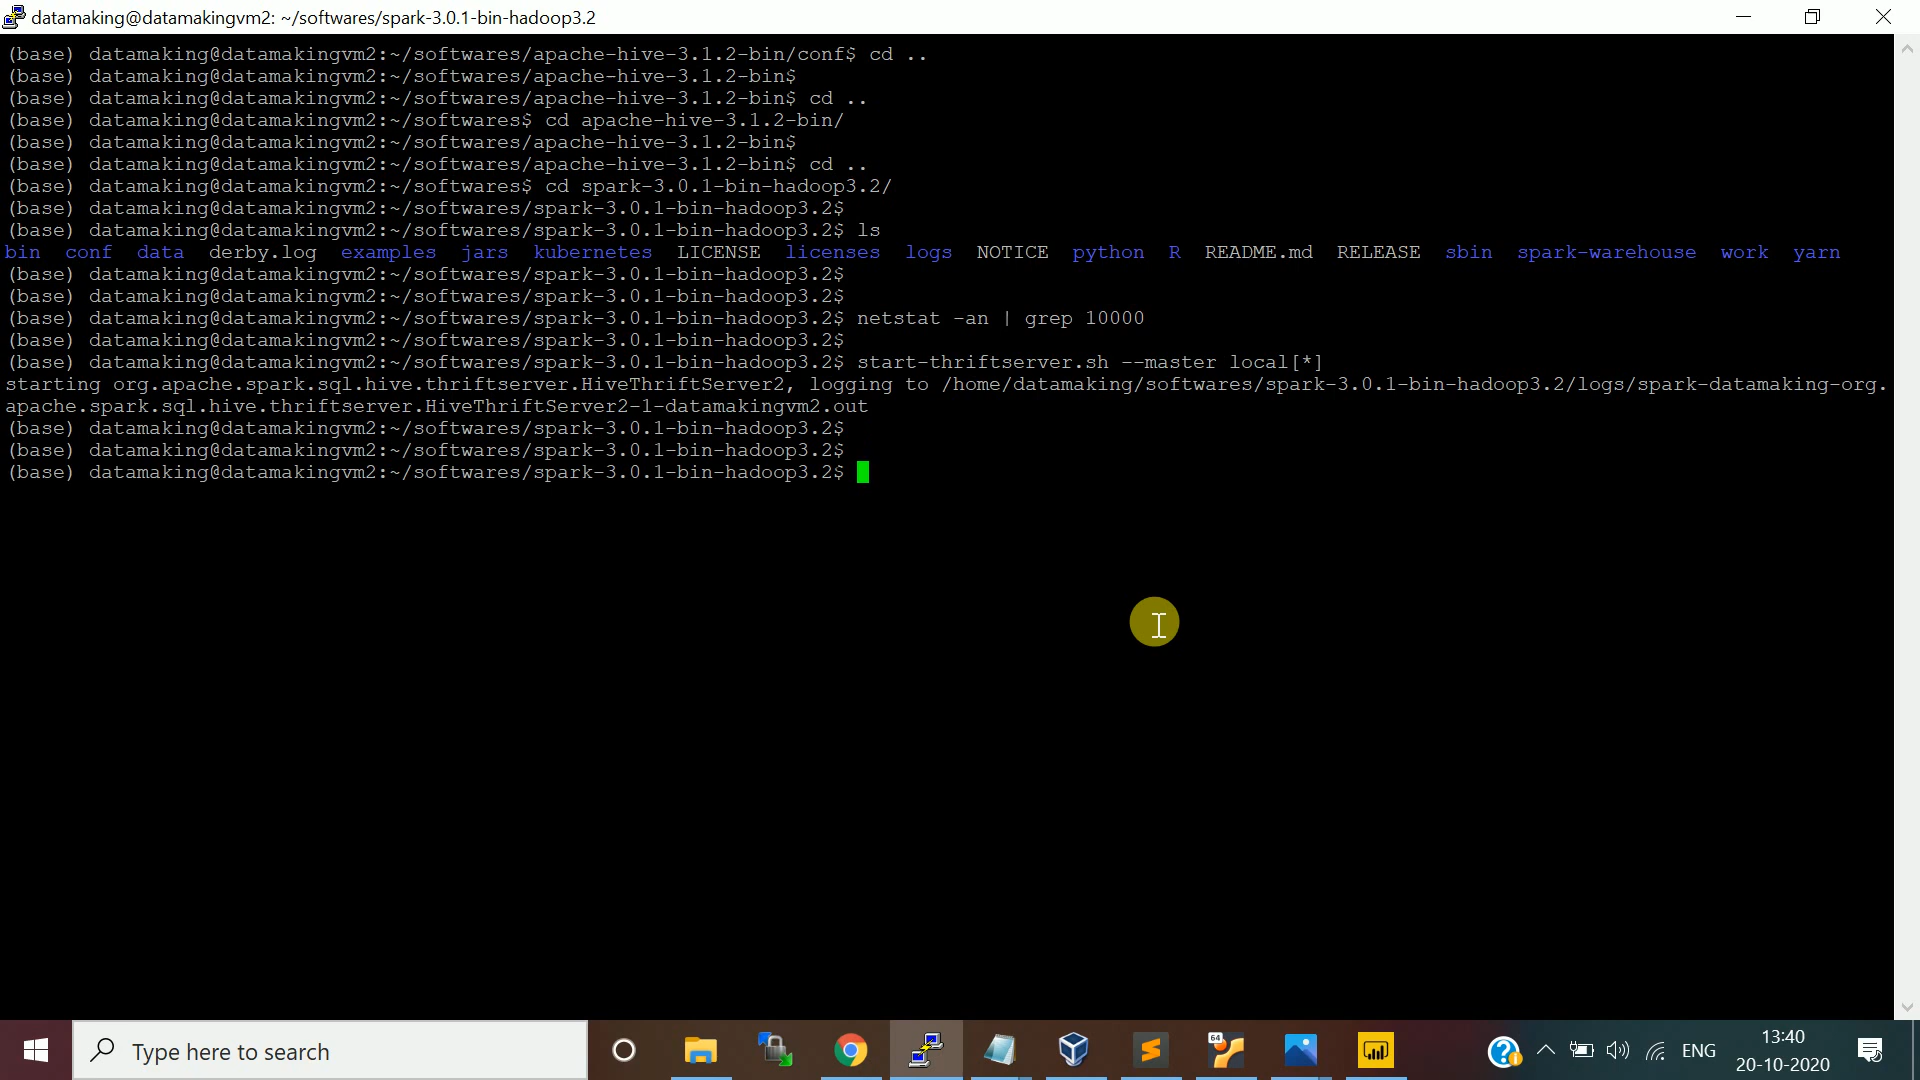 datamaking@datamakingvm2: ~/softwares/spark-3.0.1-bin-hadoop3.2
(base) datamaking@datamakingvm2:~/softwares/apache-hive-3.1.2-bin/conf$ cd ..
(base) datamaking@datamakingvm2:~/softwares/apache-hive-3.1.2-bin$
(base) datamaking@datamakingvm2:~/softwares/apache-hive-3.1.2-bin$ cd ..
(base) datamaking@datamakingvm2:~/softwares$ cd apache-hive-3.1.2-bin/
(base) datamaking@datamakingvm2:~/softwares/apache-hive-3.1.2-bin$
(base) datamaking@datamakingvm2:~/softwares/apache-hive-3.1.2-bin$ cd ..
(base) datamaking@datamakingvm2:~/softwares$ cd spark-3.0.1-bin-hadoop3.2/
(base) datamaking@datamakingvm2:~/softwares/spark-3.0.1-bin-hadoop3.2$
(base) datamaking@datamakingvm2:~/softwares/spark-3.0.1-bin-hadoop3.2$ ls
bin conf data derby.log examples jars kubernetes LICENSE licenses logs NOTICE python R README.md RELEASE sbin spark-warehouse work yarn
(base) datamaking@datamakingvm2:~/softwares/spark-3.0.1-bin-hadoop3.2$
(base) datamaking@datamakingvm2:~/softwares/spark-3.0.1-bin-hadoop3.2$
(base) datamaking@datamakingvm2:~/softwares/spark-3.0.1-bin-hadoop3.2$ netstat -an | grep 10000
(base) datamaking@datamakingvm2:~/softwares/spark-3.0.1-bin-hadoop3.2$
(base) datamaking@datamakingvm2:~/softwares/spark-3.0.1-bin-hadoop3.2$ start-thriftserver.sh --master local[*]
starting org.apache.spark.sql.hive.thriftserver.HiveThriftServer2, logging to /home/datamaking/softwares/spark-3.0.1-bin-hadoop3.2/logs/spark-datamaking-org.
apache.spark.sql.hive.thriftserver.HiveThriftServer2-1-datamakingvm2.out
(base) datamaking@datamakingvm2:~/softwares/spark-3.0.1-bin-hadoop3.2$
(base) datamaking@datamakingvm2:~/softwares/spark-3.0.1-bin-hadoop3.2$
(base) datamaking@datamakingvm2:~/softwares/spark-3.0.1-bin-hadoop3.2$
Type here to search
64
ENG
13:40
20-10-2020